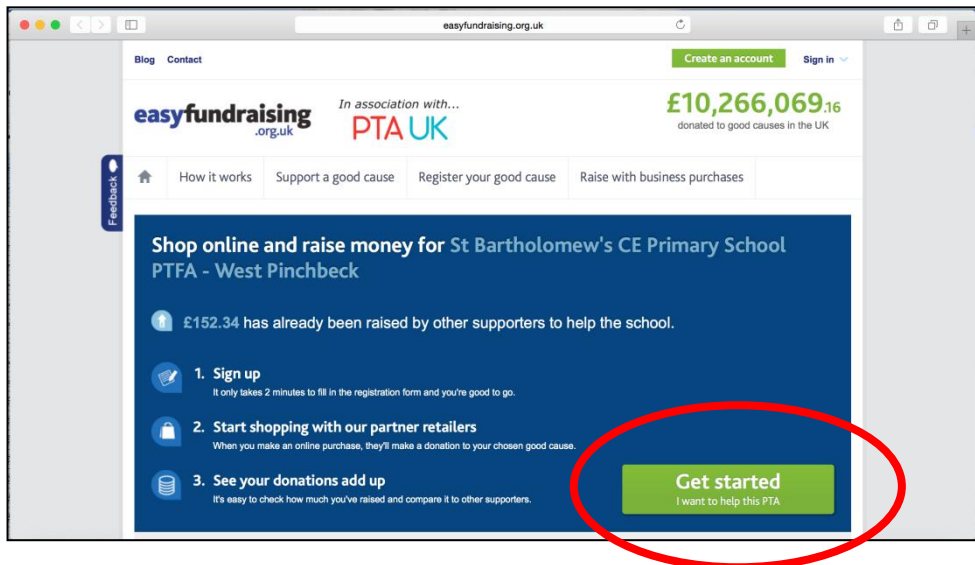 easyfundraising.org.uk
Blog Contact Create an account Sign in
easyfundraising
.org.uk
In association with...
PTA UK
£10,266,069.16
donated to good causes in the UK
Feedback
How it works Support a good cause Register your good cause Raise with business purchases
Shop online and raise money for St Bartholomew's CE Primary School
PTFA - West Pinchbeck
£152.34 has already been raised by other supporters to help the school.
1. Sign up
It only takes 2 minutes to fill in the registration form and you're good to go.
2. Start shopping with our partner retailers
When you make an online purchase, they'll make a donation to your chosen good cause.
3. See your donations add up
It's easy to check how much you've raised and compare it to other supporters.
Get started
I want to help this PTA